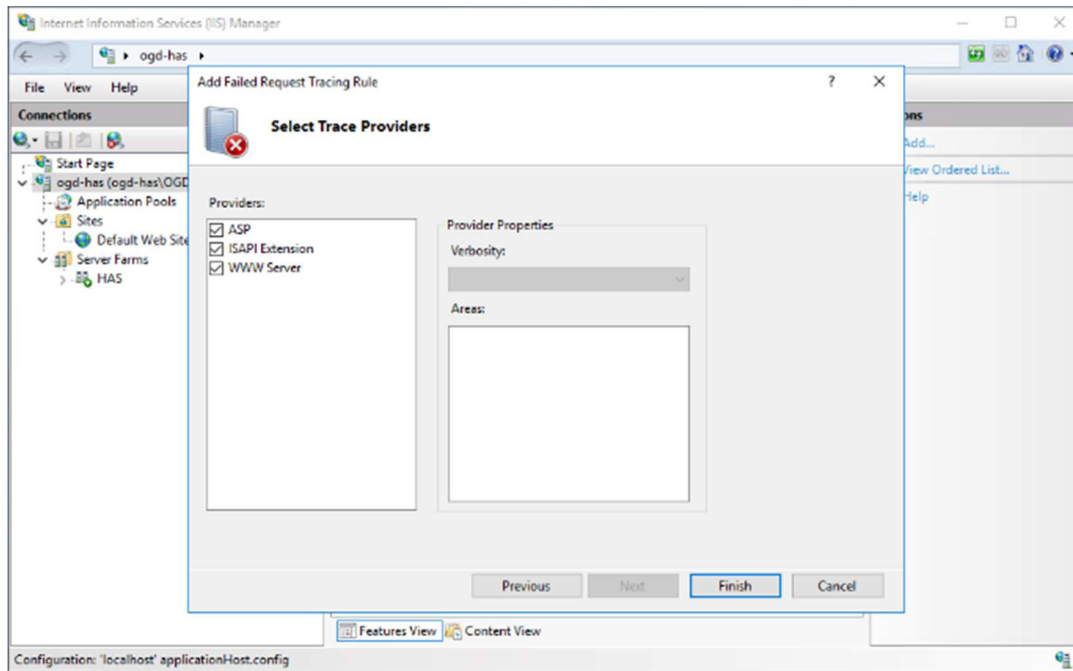 Internet Information Services (IIS) Manager
ogd-has
File View Help
Connections
Start Page
ogd-has (ogd-has\OGD
Application Pools
Sites
Default Web Site
Server Farms
HAS
Add Failed Request Tracing Rule
?
Select Trace Providers
Providers:
ASP
ISAPI Extension
WWW Server
Provider Properties
Verbosity:
Areas:
Previous Next Finish Cancel
ons
Add...
View Ordered List...
Help
Features View Content View
Configuration: 'localhost' applicationHost.config